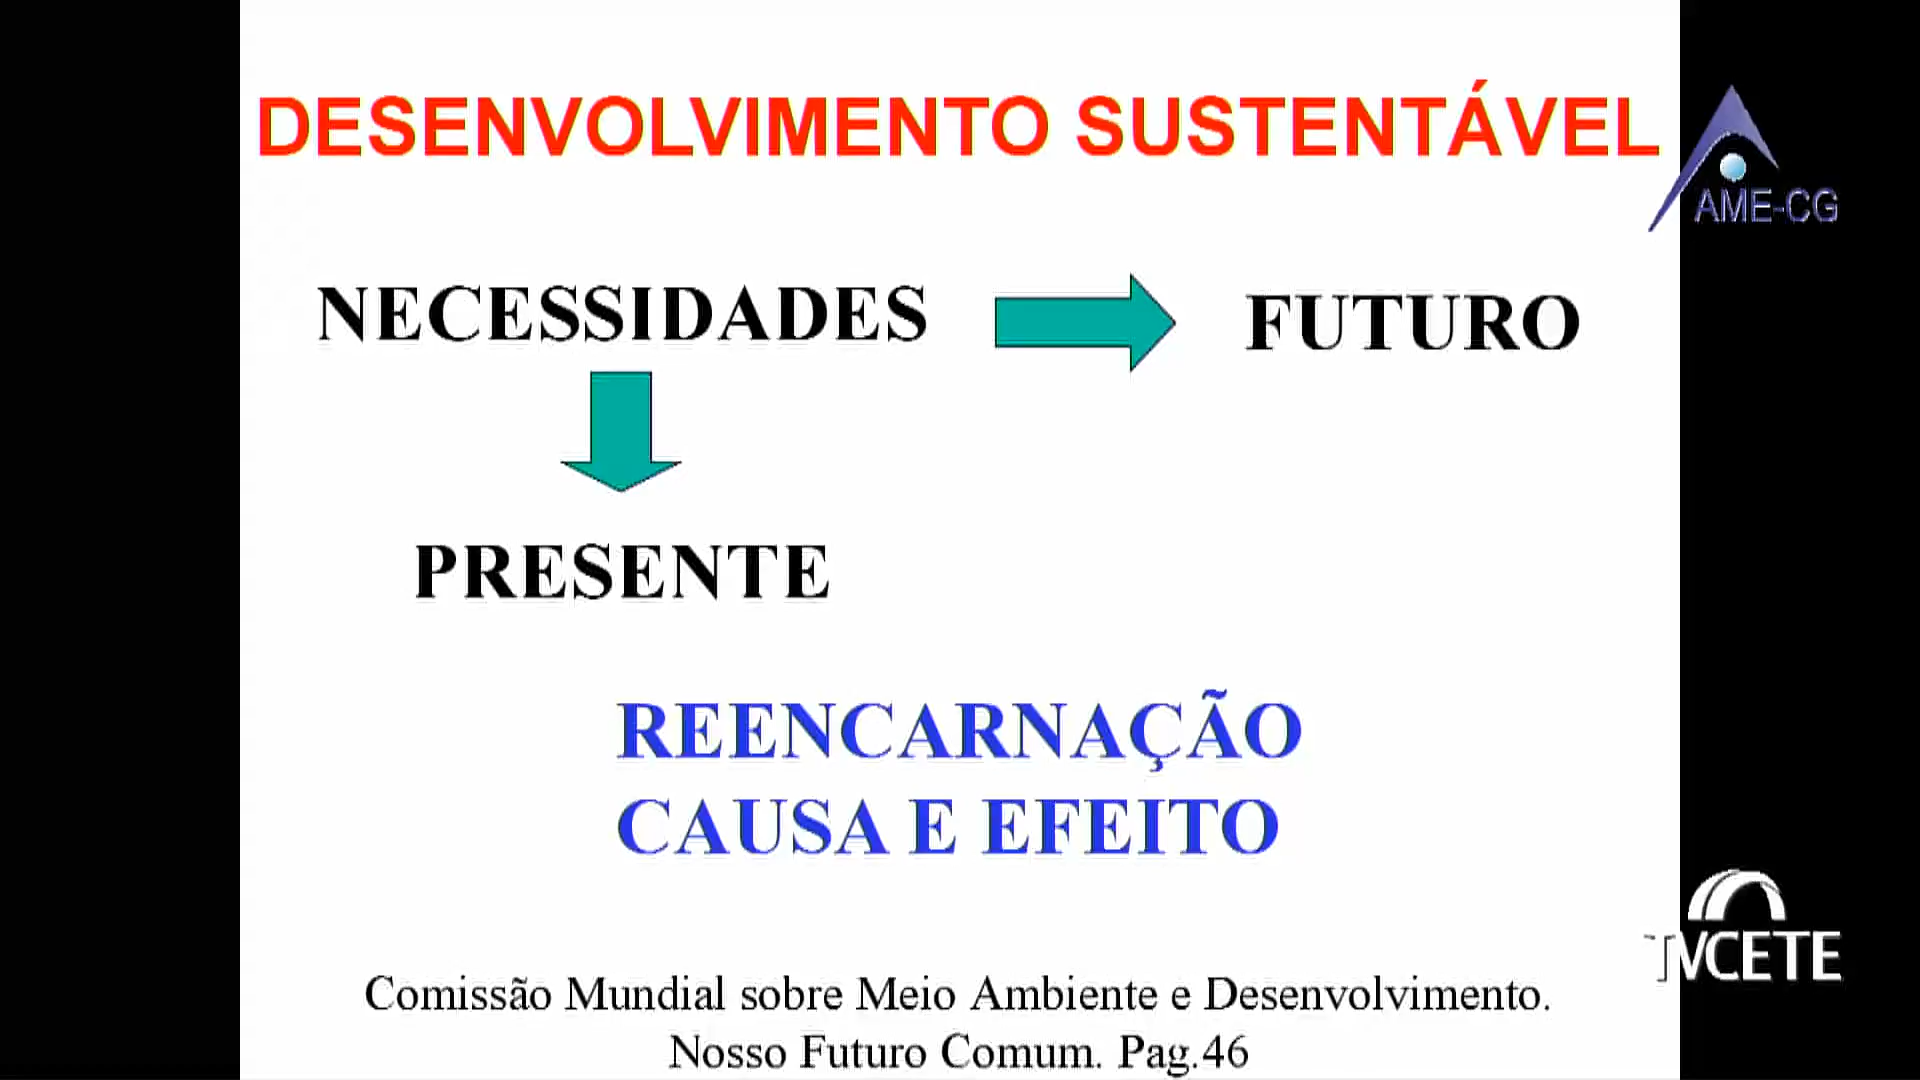 DESENVOLVIMENTO SUSTENTÁVEL
AME-CG
NECESSIDADES
FUTURO
PRESENTE
REENCARNAÇÃO
CAUSA E EFEITO
TVCETE
Comissão Mundial sobre Meio Ambiente e Desenvolvimento.
Nosso Futuro Comum. Pag.46